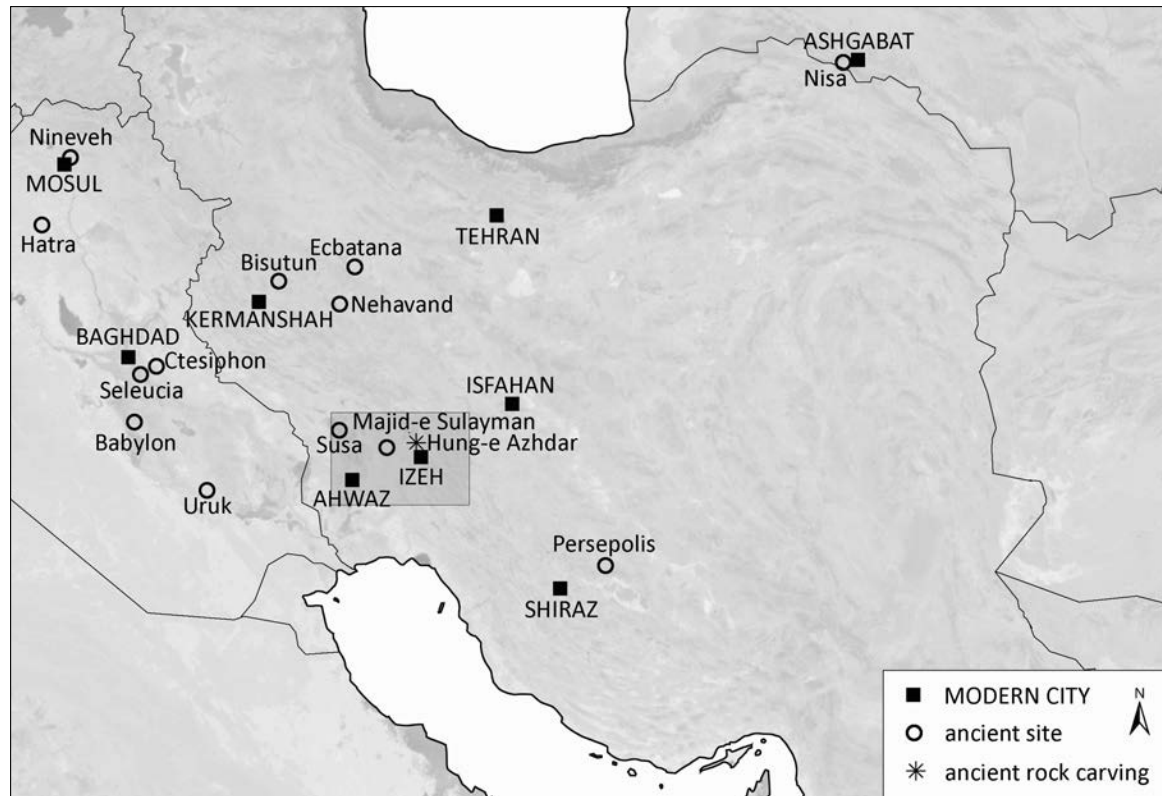 ASHGABAT
Nisa
Nineveh
MOSUL
Hatra
TEHRAN
Ecbatana
Bisutun
Nehavand
KERMANSHAH
BAGHDAD
Ctesiphon
Seleucia
ISFAHAN
Majid-e Sulayman
Babylon
Susa
Hung-e Azhdar
IZEH
Uruk
AHWAZ
Persepolis
SHIRAZ
MODERN CITY
N
ancient site
ancient rock carving